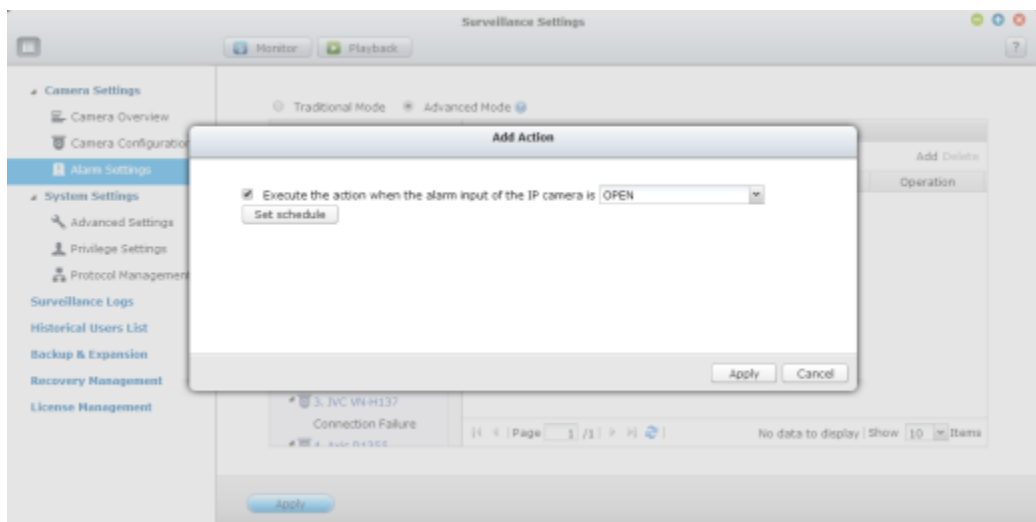 Surveillance Settings
Monitor
Playback
?
Camera Settings
Camera Overview
Camera Configuration
Alarm Settings
System Settings
Advanced Settings
Privilege Settings
Protocol Management
Surveillance Logs
Historical Users List
Backup & Expansion
Recovery Management
License Management
Traditional Mode
Advanced Mode
Add Delete
Operation
Add Action
Execute the action when the alarm input of the IP camera is OPEN
Set schedule
Apply
Cancel
3. JVC VN-H137
Connection Failure
4. Axis P1355
Page 1 /1
No data to display
Show 10 Items
Apply